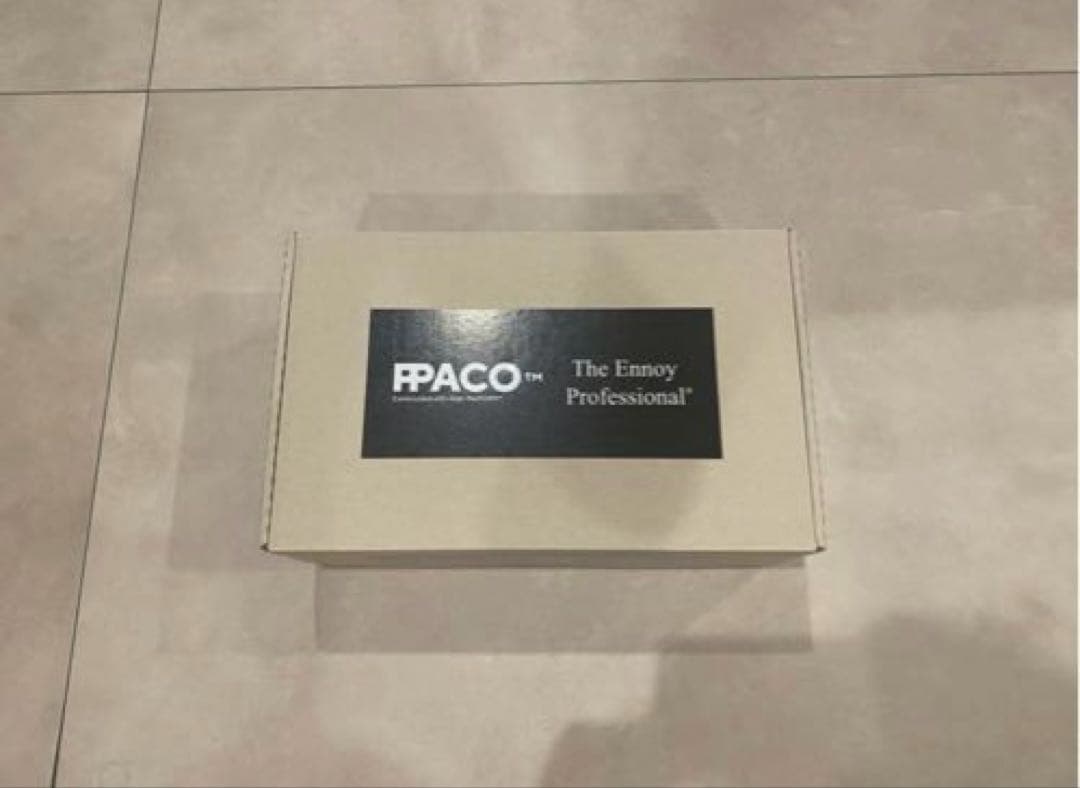 PPACO™
The Ennoy
Professional®